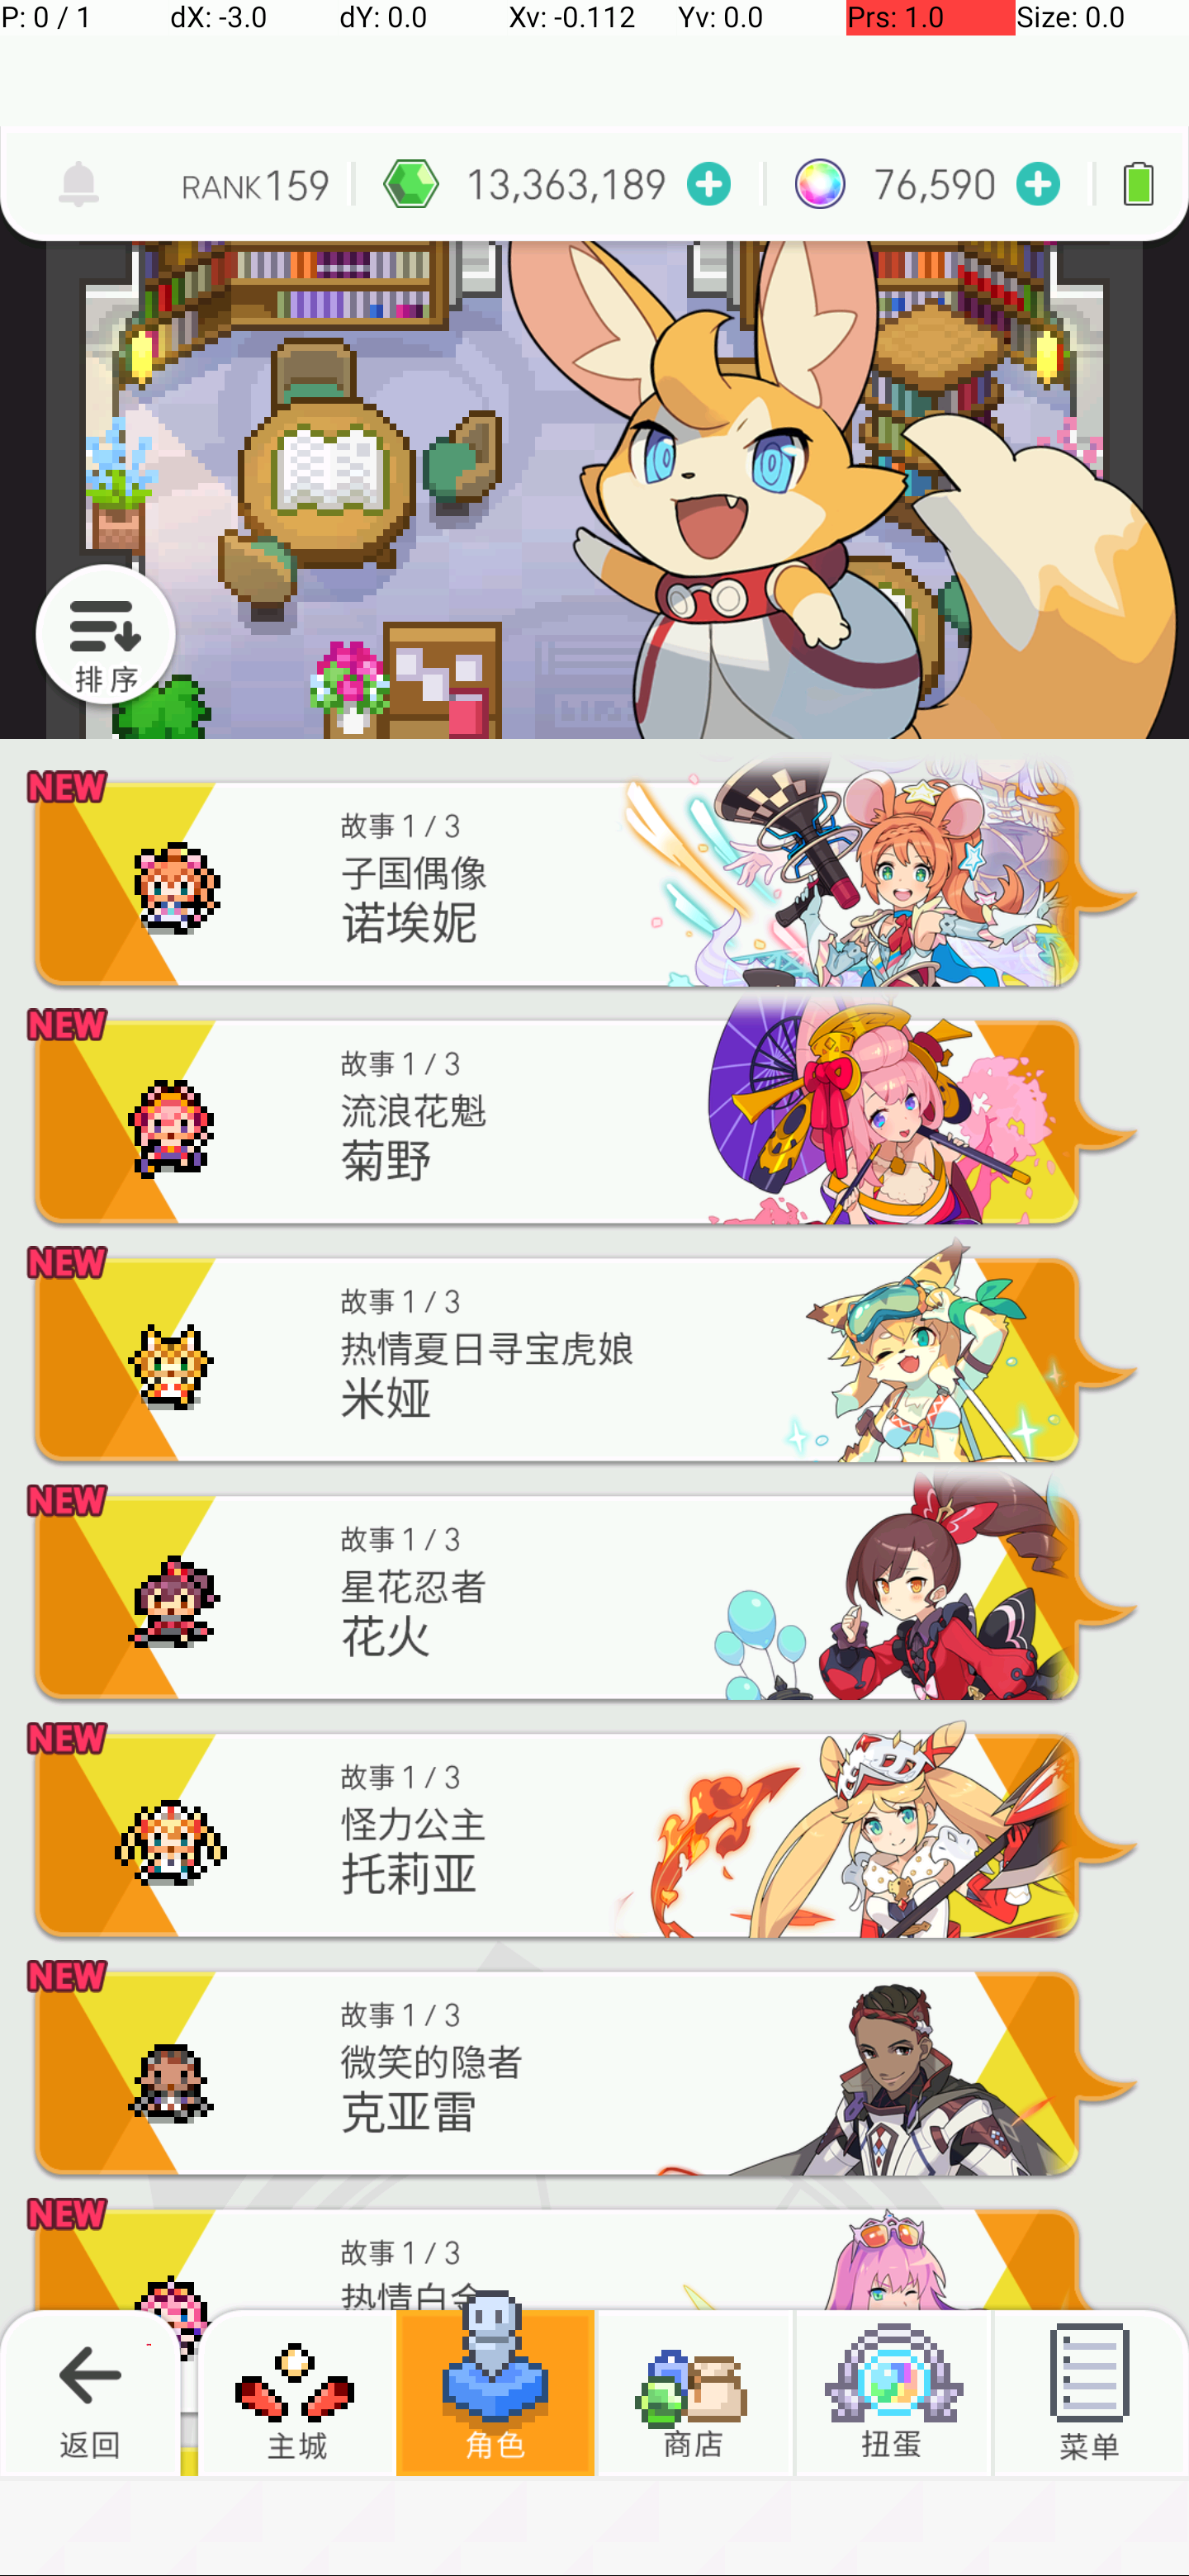 P: 0 / 1 dX: -3.0 dY: 0.0 Xv: -0.112 Yv: 0.0 Prs: 1.0 Size: 0.0
RANK 159 13,363,189 76,590
排序
NEW
故事 1 / 3
子国偶像
诺埃妮
NEW
故事 1 / 3
流浪花魁
菊野
NEW
故事 1 / 3
热情夏日寻宝虎娘
米娅
NEW
故事 1 / 3
星花忍者
花火
NEW
故事 1 / 3
怪力公主
托莉亚
NEW
故事 1 / 3
微笑的隐者
克亚雷
NEW
故事 1 / 3
热情白金
返回 主城 角色 商店 扭蛋 菜单